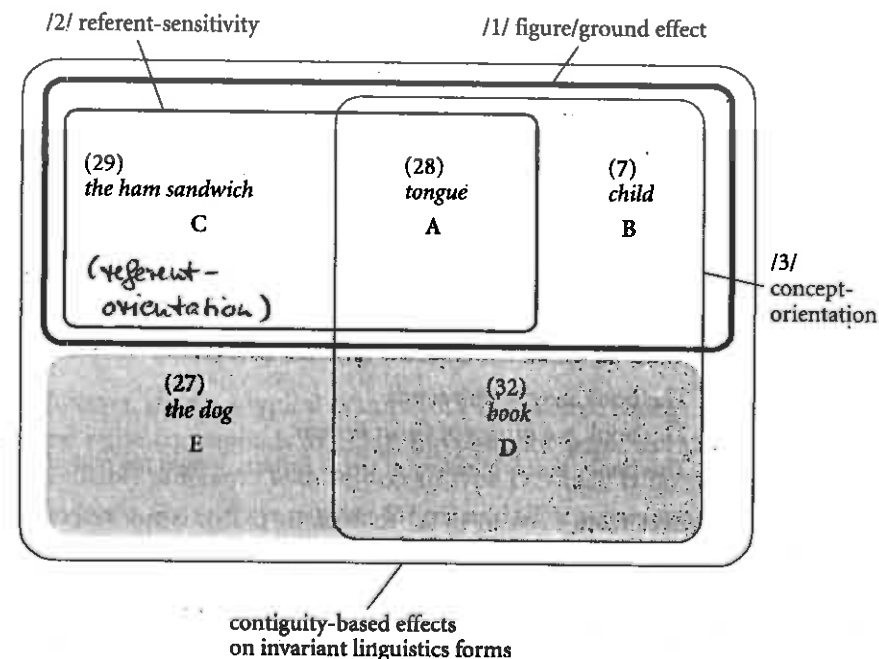 /2/ referent-sensitivity
/1/ figure/ground effect
(29)
the ham sandwich
C
(referent-
orientation)
(28)
tongue
A
(7)
child
B
/3/
concept-
orientation
(27)
the dog
E
(32)
book
D
contiguity-based effects
on invariant linguistics forms